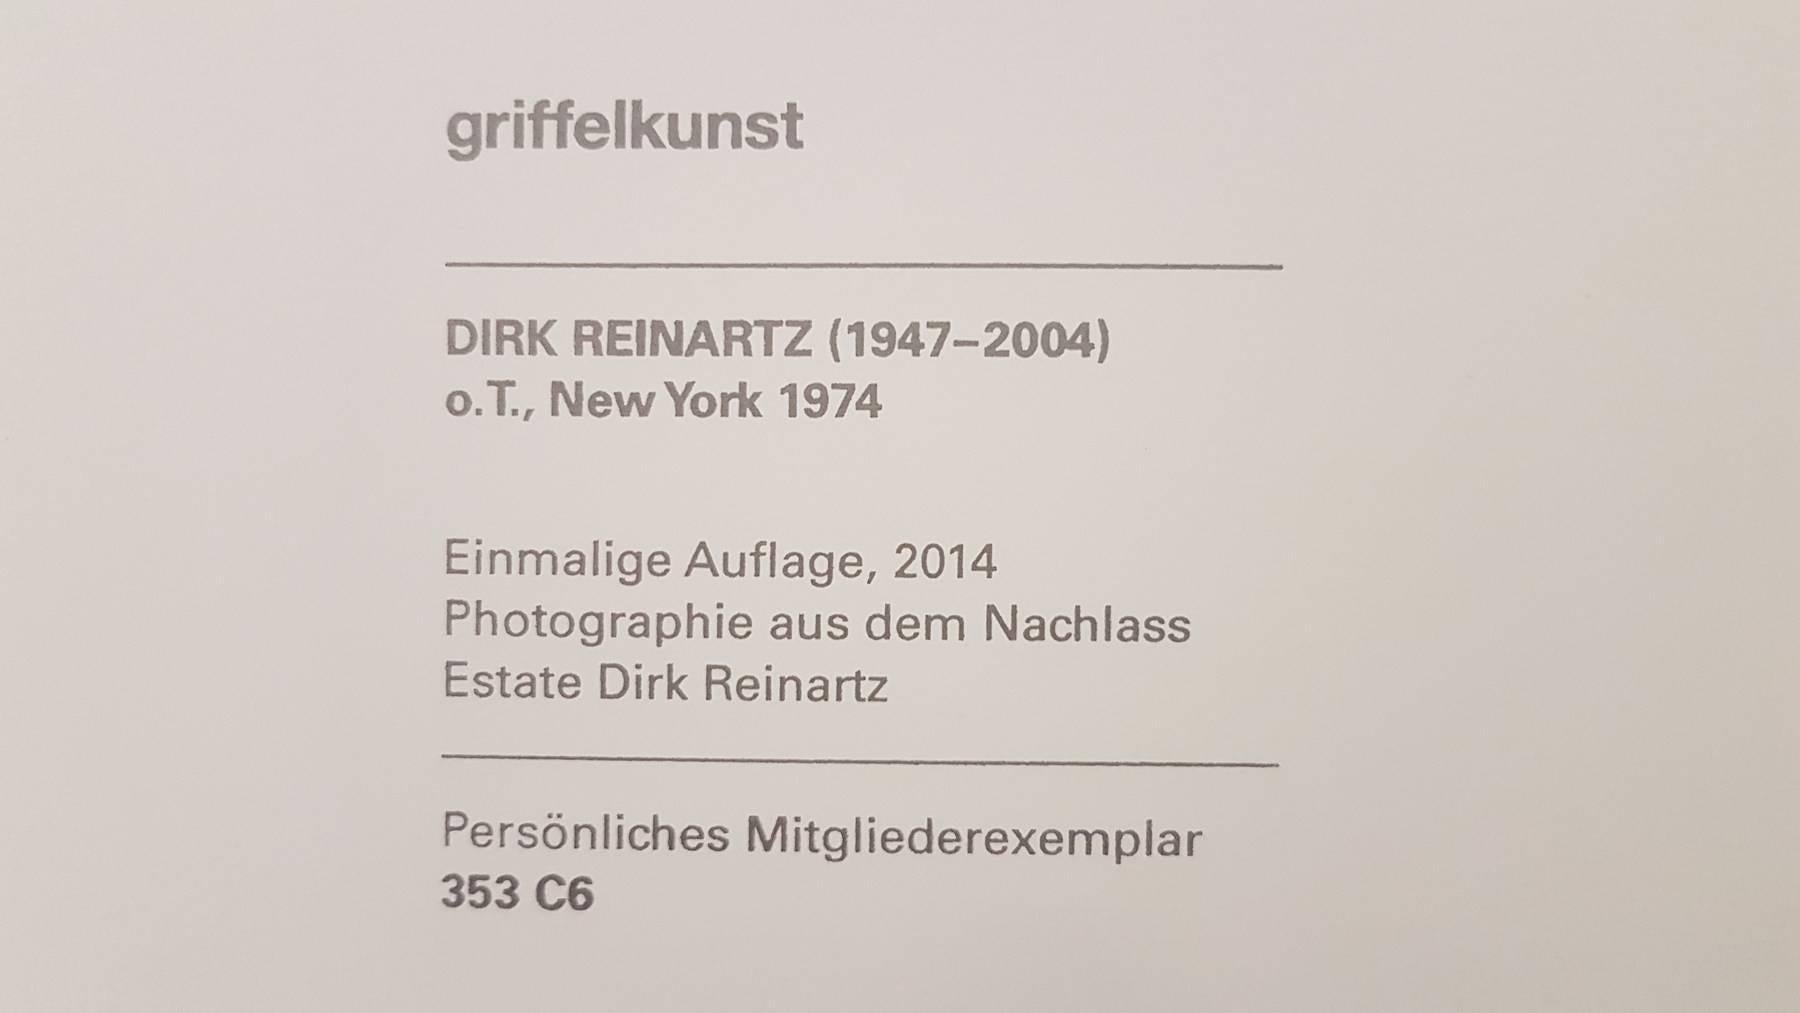 griffelkunst
DIRK REINARTZ (1947–2004)
o.T., New York 1974
Einmalige Auflage, 2014
Photographie aus dem Nachlass
Estate Dirk Reinartz
Persönliches Mitgliederexemplar
353 C6